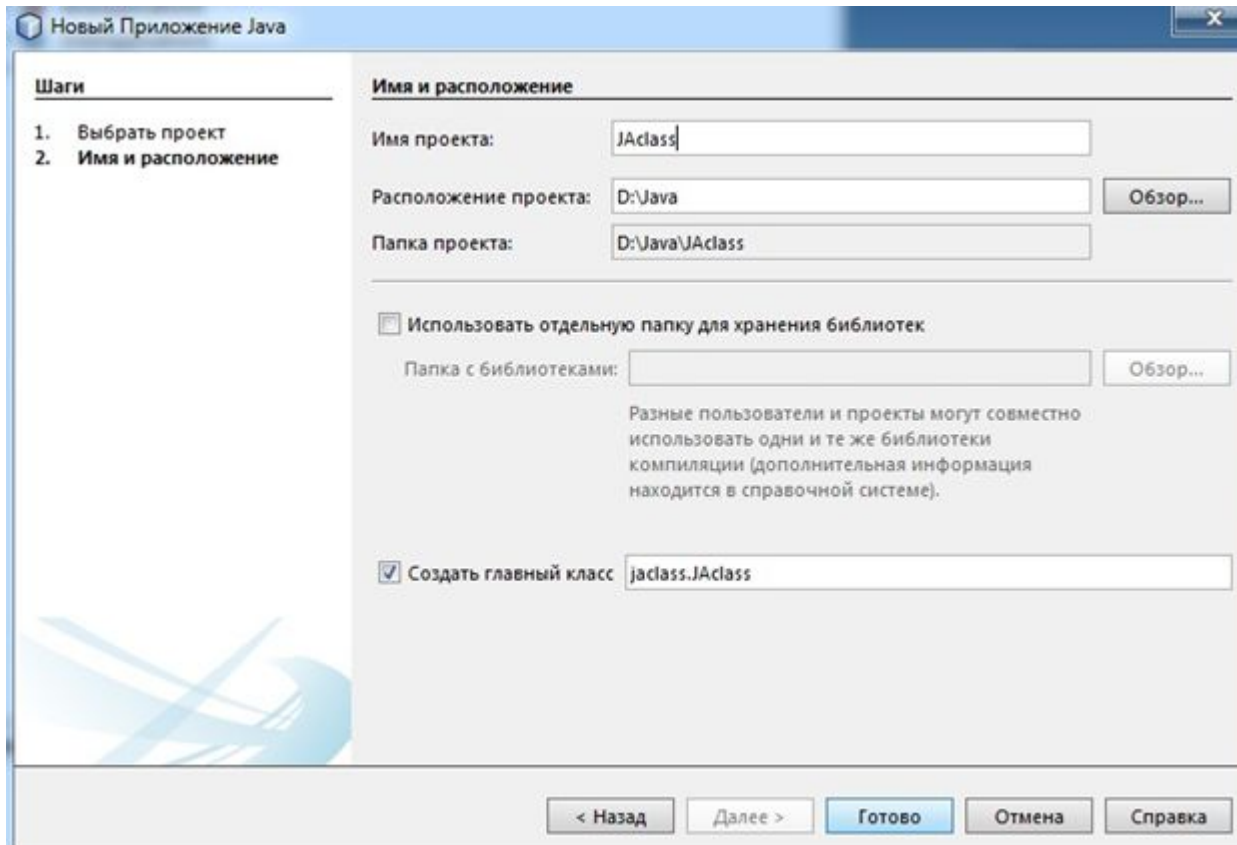 Новый Приложение Java
Шаги
1. Выбрать проект
2. Имя и расположение
Имя и расположение
Имя проекта: JAclass
Расположение проекта: D:\Java Обзор...
Папка проекта: D:\Java\JAclass
Использовать отдельную папку для хранения библиотек
Папка с библиотеками: Обзор...
Разные пользователи и проекты могут совместно
использовать одни и те же библиотеки
компиляции (дополнительная информация
находится в справочной системе).
Создать главный класс jaclass.JAclass
< Назад Далее > Готово Отмена Справка